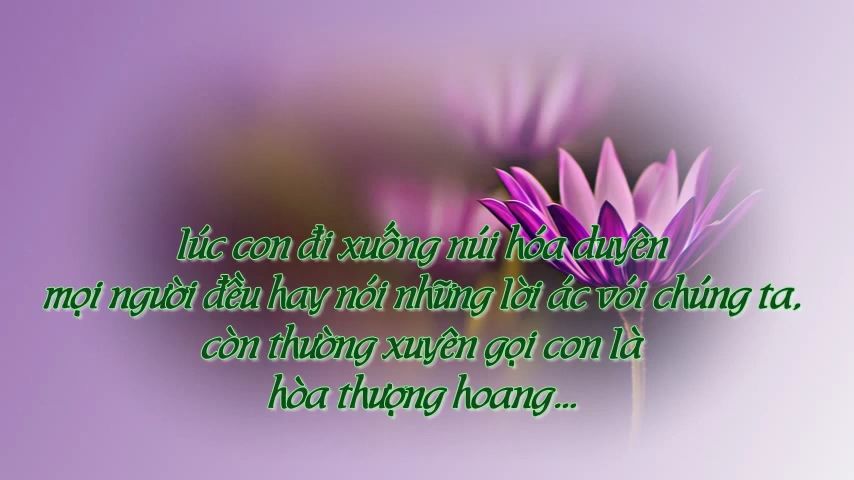 lúc con đi xuống núi hóa duyên
mọi người đều hay nói những lời ác vói chúng ta,
còn thường xuyên gọi con là
hòa thượng hoang...